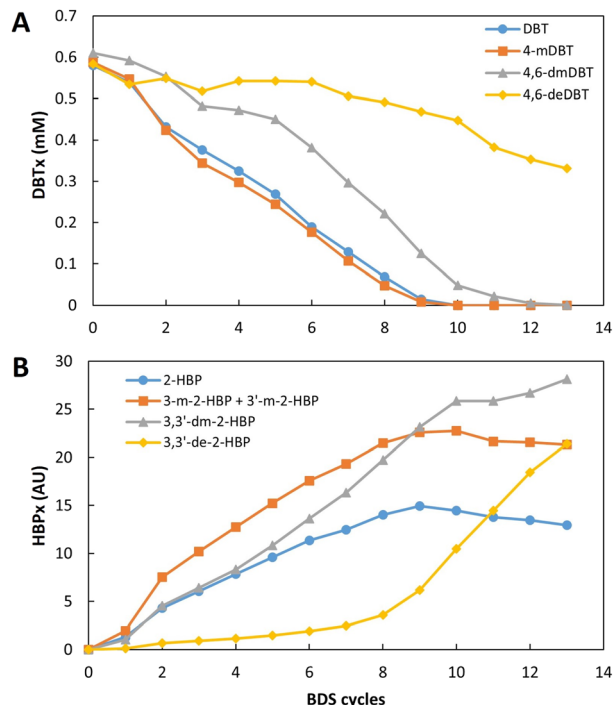 A
0.7
0.6
0.5
0.4
0.3
0.2
0.1
0
DBTx (mM)
DBT
4-mDBT
4,6-dmDBT
4,6-deDBT
0 2 4 6 8 10 12 14
B
30
25
20
15
10
5
0
HBPx (AU)
2-HBP
3-m-2-HBP + 3'-m-2-HBP
3,3'-dm-2-HBP
3,3'-de-2-HBP
0 2 4 6 8 10 12 14
BDS cycles